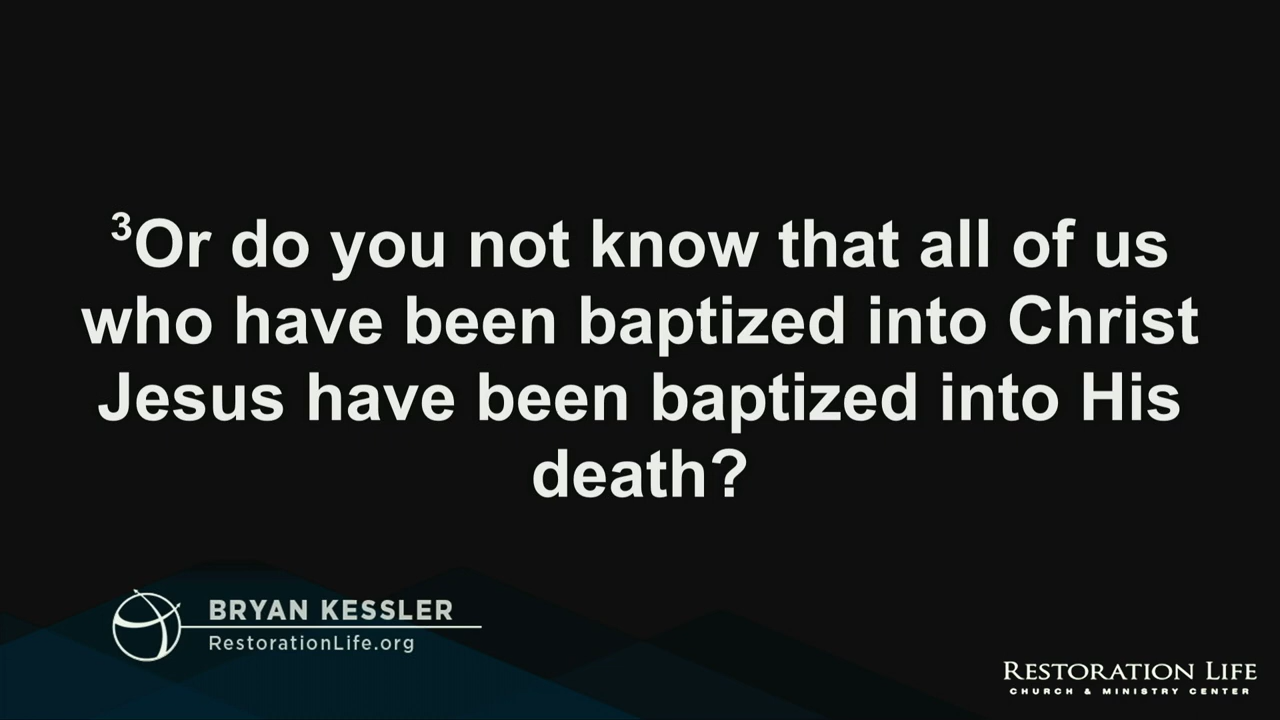 ³Or do you not know that all of us
who have been baptized into Christ
Jesus have been baptized into His
death?
BRYAN KESSLER
RestorationLife.org
RESTORATION LIFE
CHURCH & MINISTRY CENTER